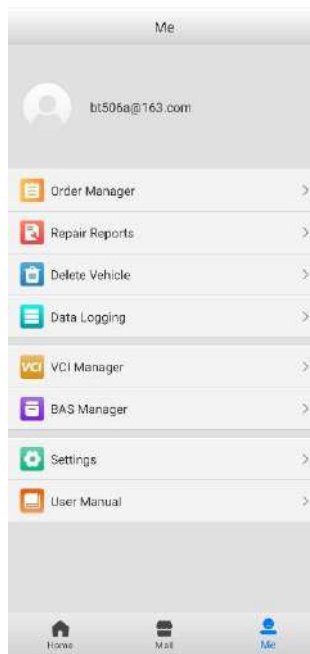 Me
bt506a@163.com
Order Manager
Repair Reports
Delete Vehicle
Data Logging
VCI VCI Manager
BAS Manager
Settings
User Manual
Home Mall Me